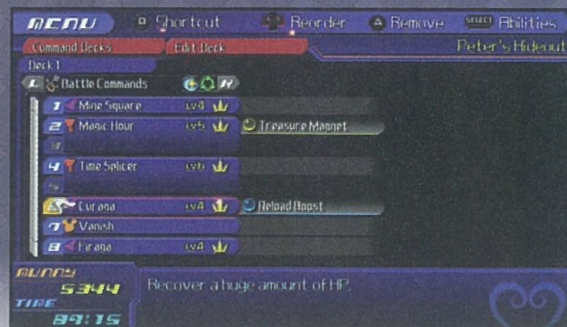 MENU Shortcut Reorder Remove SELECT Abilities
Command Decks Edit Deck Peter's Hideout
Deck 1
L Battle Commands R
1 Mine Square LV4
2 Magic Hour LV5 Treasure Magnet
3
4 Time Splicer LV6
5
6 Curaga LV4 Reload Boost
7 Vanish
8 Firaga LV4
MUNNY
5344
Recover a huge amount of HP.
TIME
89:15